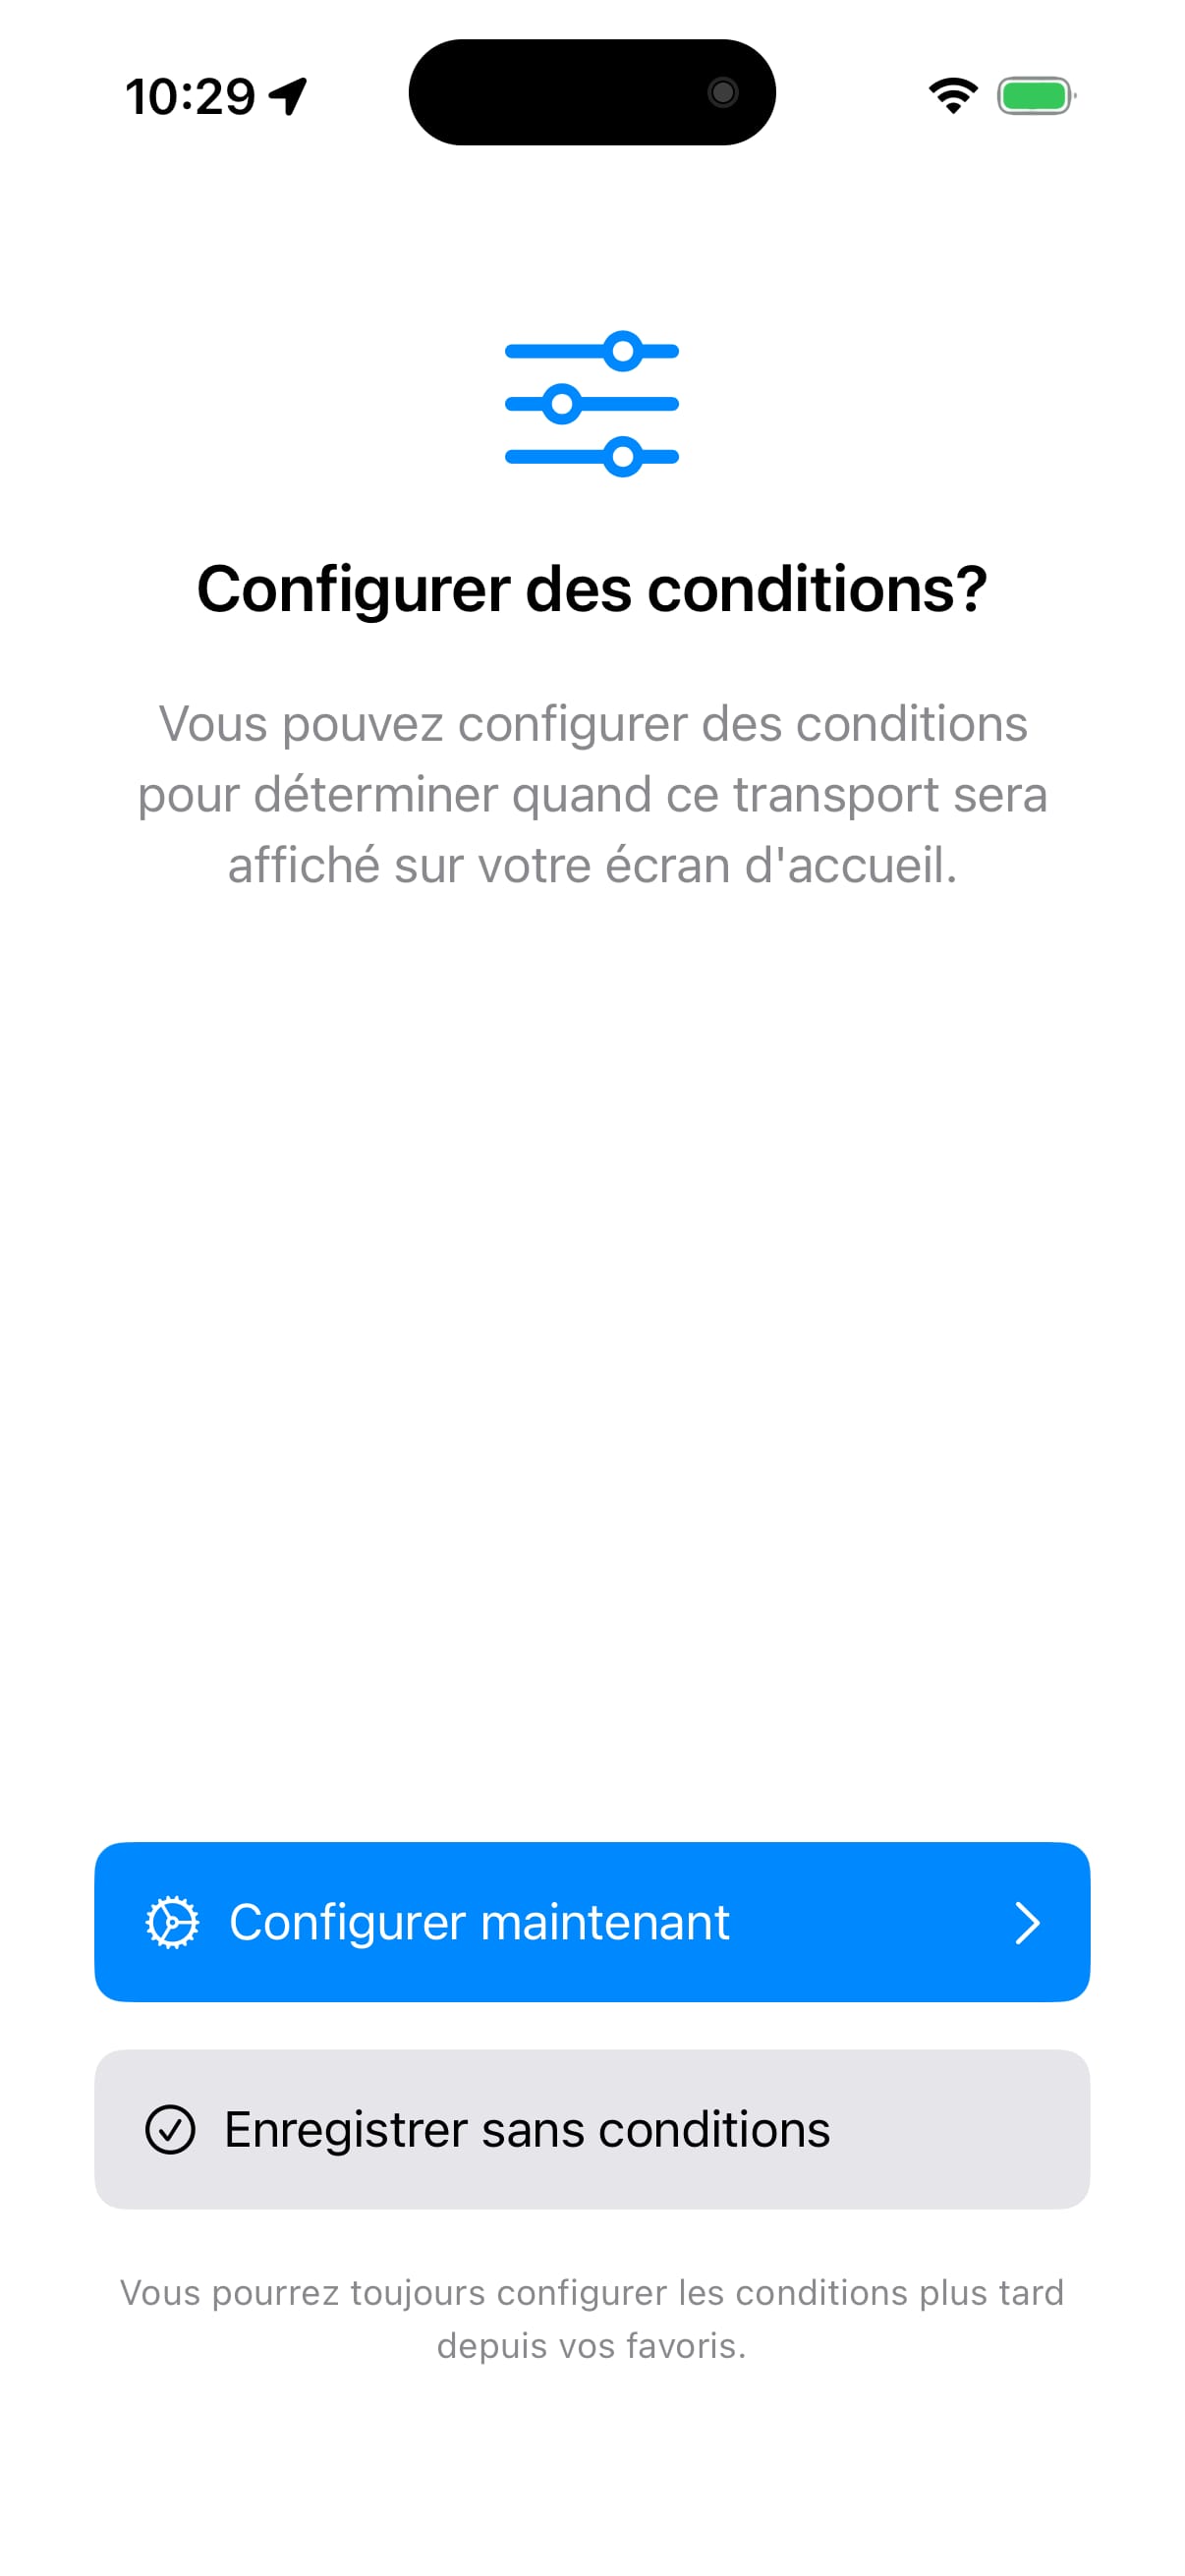 10:29
Configurer des conditions?
Vous pouvez configurer des conditions
pour déterminer quand ce transport sera
affiché sur votre écran d'accueil.
Configurer maintenant
Enregistrer sans conditions
Vous pourrez toujours configurer les conditions plus tard
depuis vos favoris.